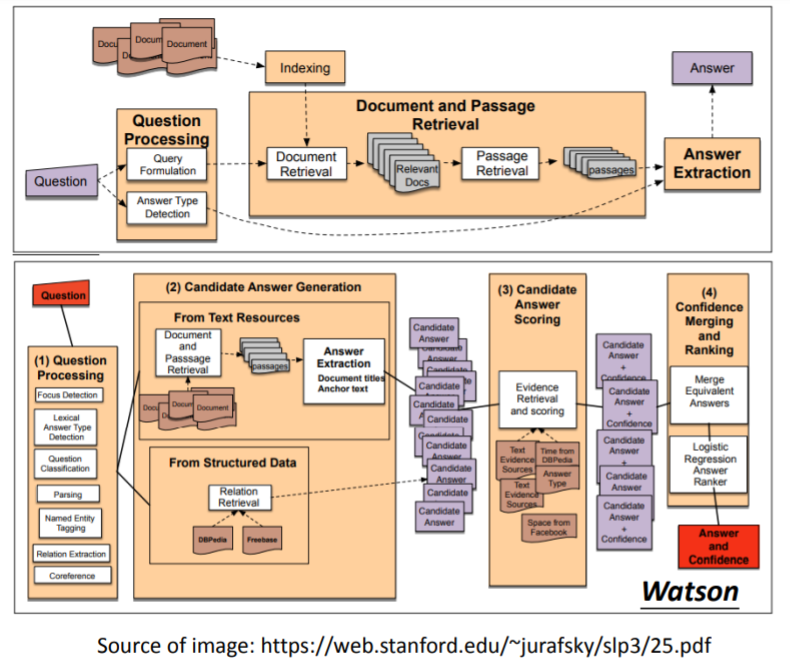 Document
Document
Indexing
Answer
Question
Processing
Document and Passage
Retrieval
Query
Formulation
Document
Retrieval
Relevant
Docs
Passage
Retrieval
passages
Answer
Extraction
Question
Answer Type
Detection
Question
(1) Question
Processing
Focus Detection
Lexical
Answer Type
Detection
Question
Classification
Parsing
Named Entity
Tagging
Relation Extraction
Coreference
(2) Candidate Answer Generation
From Text Resources
Document
and
Passsage
Retrieval
passages
Answer
Extraction
Document titles
Anchor text
Document
From Structured Data
Relation
Retrieval
DBPedia
Freebase
Candidate
Answer
Candidate
Answer
Candidate
Answer
Candidate
Answer
Candidate
Answer
Candidate
Answer
Candidate
Answer
Candidate
Answer
(3) Candidate
Answer
Scoring
Evidence
Retrieval
and scoring
Text
Evidence
Sources
Time from
DBPedia
Text
Evidence
Sources
Answer
Type
Space from
Facebook
Candidate
Answer
+
Confidence
Candidate
Answer
+
Confidence
Candidate
Answer
+
Candidate
Answer
Candidate
Answer
+
Confidence
(4)
Confidence
Merging
and
Ranking
Merge
Equivalent
Answers
Logistic
Regression
Answer
Ranker
Answer
and
Confidence
Watson
Source of image: https://web.stanford.edu/~jurafsky/slp3/25.pdf